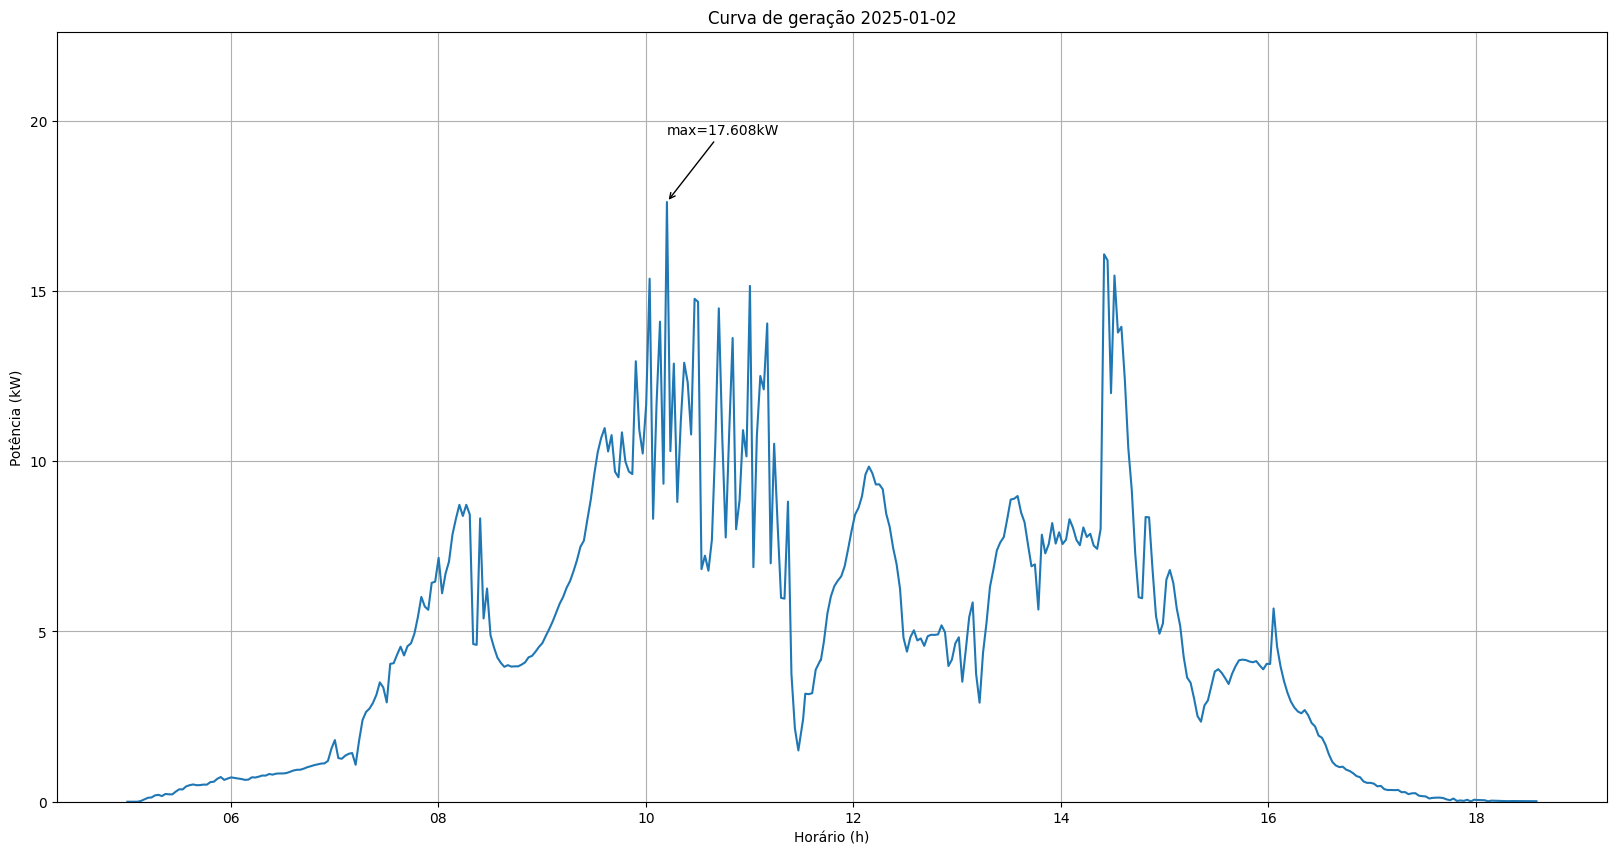 Curva de geração 2025-01-02
20
max=17.608kW
15
Potência (kW)
10
5
0
06 08 10 12 14 16 18
Horário (h)